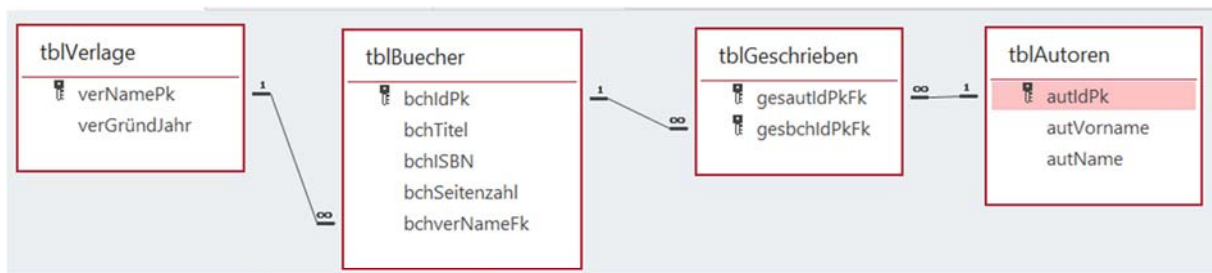 tblVerlage
verNamePk
verGründJahr
1
∞
tblBuecher
bchIdPk
bchTitel
bchISBN
bchSeitenzahl
bchverNameFk
1
∞
tblGeschrieben
gesautIdPkFk
gesbchIdPkFk
∞
1
tblAutoren
autIdPk
autVorname
autName